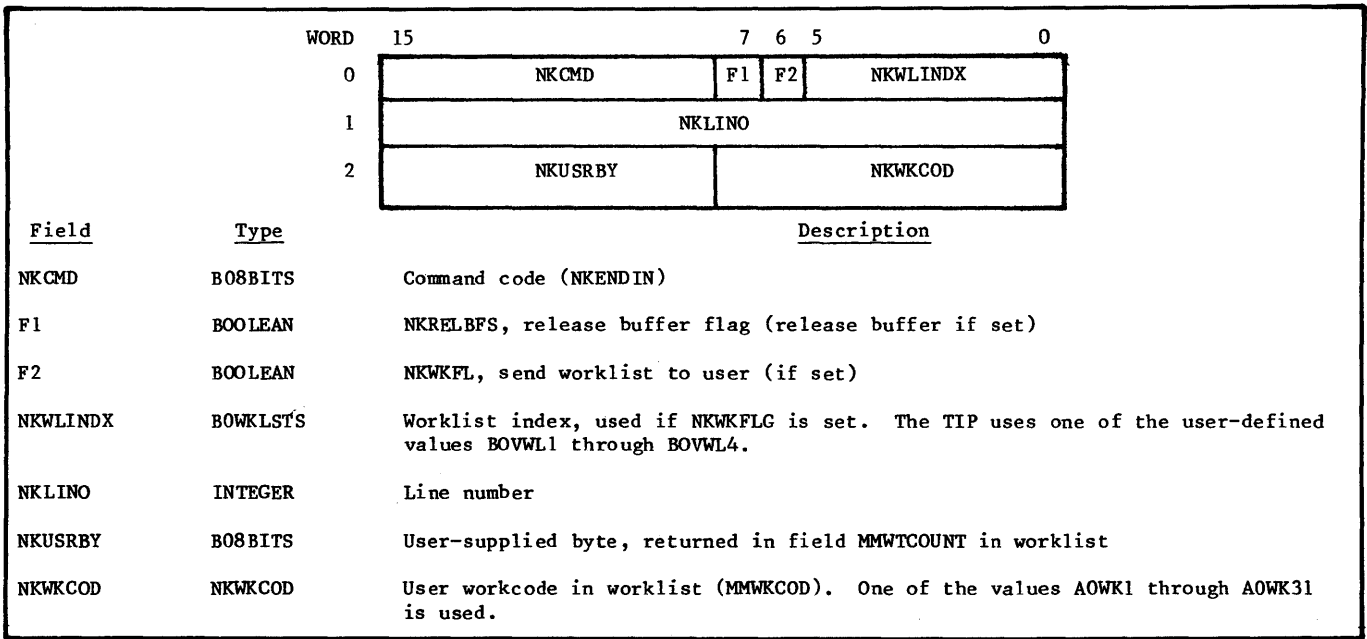 WORD 15 7 6 5 0
0 NKCMD F1 F2 NKWLINDX
1 NKLINO
2 NKUSRBY NKWKCOD
Field Type Description
NKCMD B08BITS Command code (NKENDIN)
F1 BOOLEAN NKRELBFS, release buffer flag (release buffer if set)
F2 BOOLEAN NKWKFL, send worklist to user (if set)
NKWLINDX BOWKLSTS Worklist index, used if NKWKFLG is set. The TIP uses one of the user-defined
values BOVWL1 through BOVWL4.
NKLINO INTEGER Line number
NKUSRBY B08BITS User-supplied byte, returned in field MMWTCOUNT in worklist
NKWKCOD NKWKCOD User workcode in worklist (MMWKCOD). One of the values AOWK1 through AOWK31
is used.